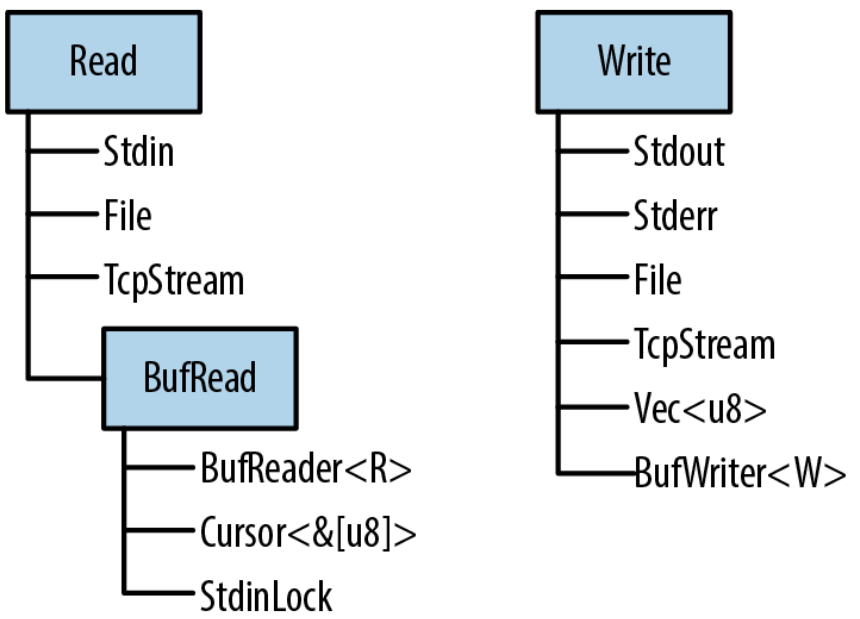 Read
Stdin
File
TcpStream
BufRead
BufReader<R>
Cursor<&[u8]>
StdinLock
Write
Stdout
Stderr
File
TcpStream
Vec<u8>
BufWriter<W>